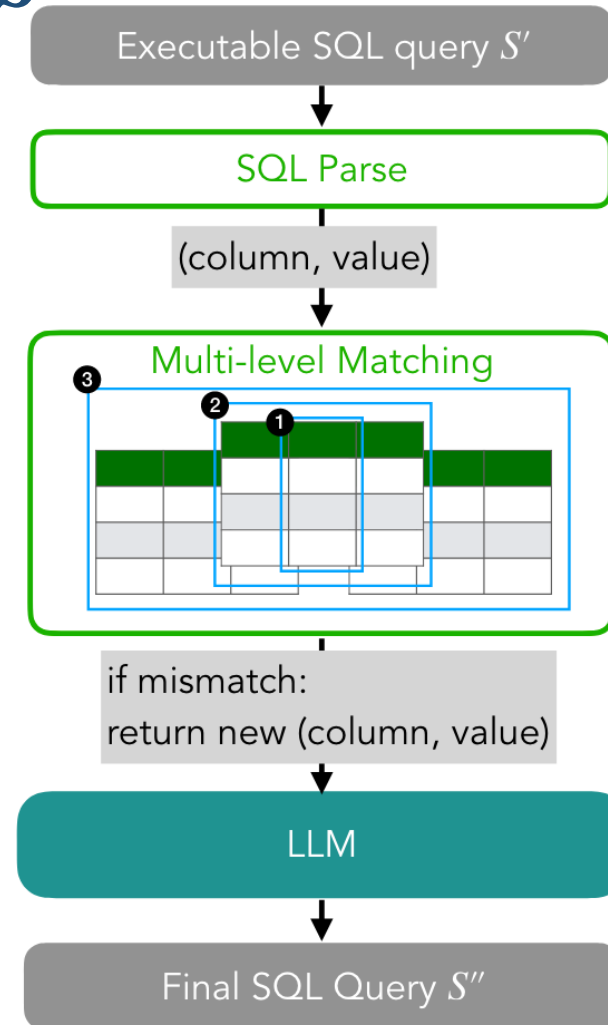 Executable SQL query S′
SQL Parse
(column, value)
Multi-level Matching
3
2
1
if mismatch:
return new (column, value)
LLM
Final SQL Query S′′